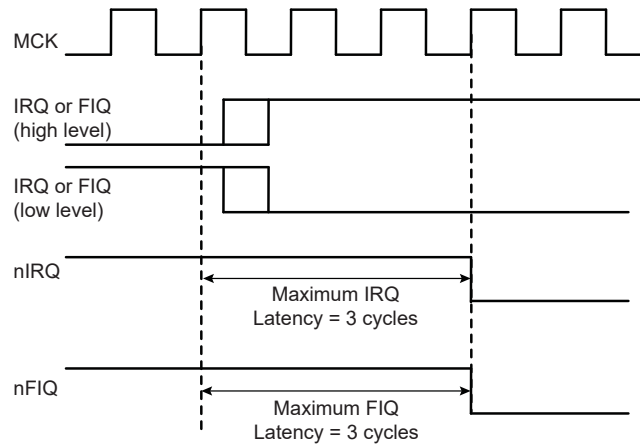 MCK
IRQ or FIQ
(high level)
IRQ or FIQ
(low level)
nIRQ
Maximum IRQ
Latency = 3 cycles
nFIQ
Maximum FIQ
Latency = 3 cycles